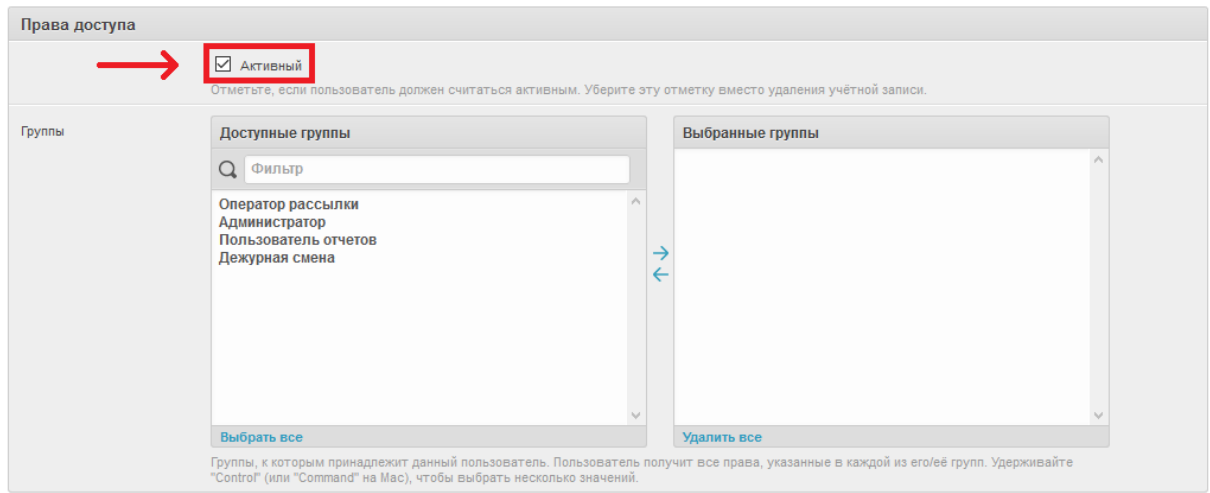 Права доступа
Активный
Отметьте, если пользователь должен считаться активным. Уберите эту отметку вместо удаления учётной записи.
Группы
Доступные группы
Фильтр
Оператор рассылки
Администратор
Пользователь отчетов
Дежурная смена
Выбрать все
Выбранные группы
Удалить все
Группы, к которым принадлежит данный пользователь. Пользователь получит все права, указанные в каждой из его/её групп. Удерживайте
"Control" (или "Command" на Mac), чтобы выбрать несколько значений.